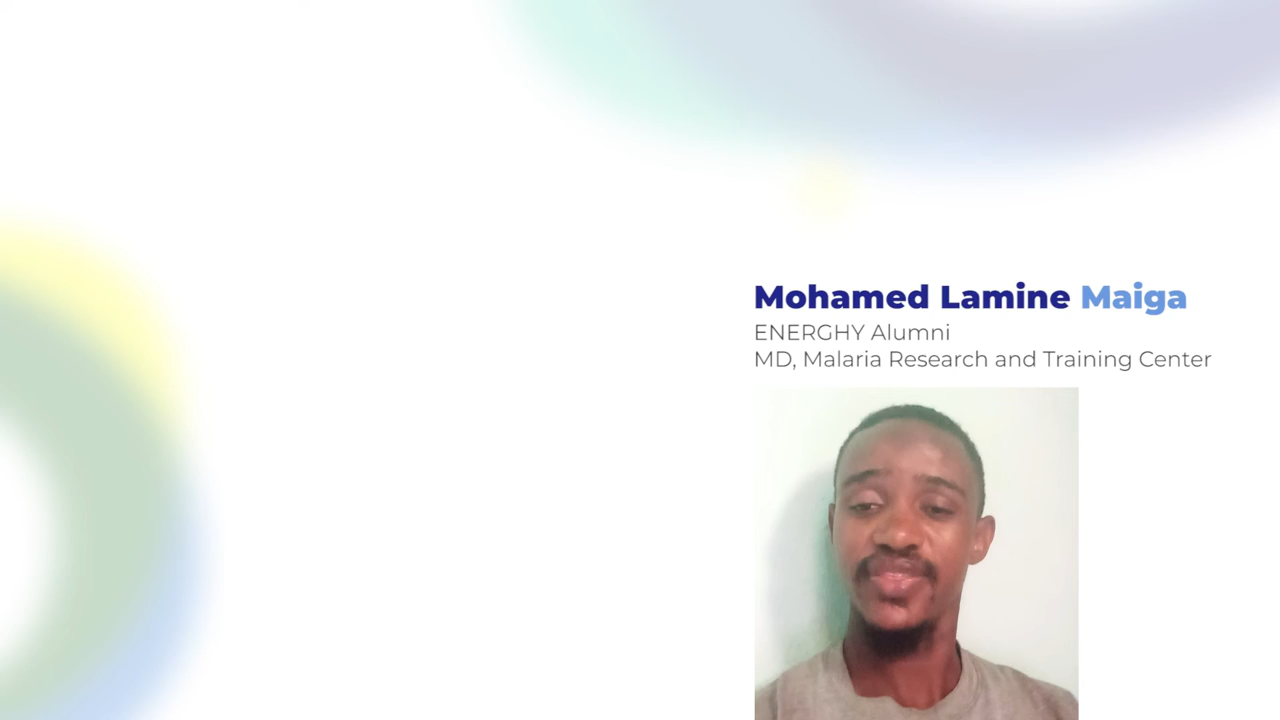 Mohamed Lamine Maiga
ENERGHY Alumni
MD, Malaria Research and Training Center